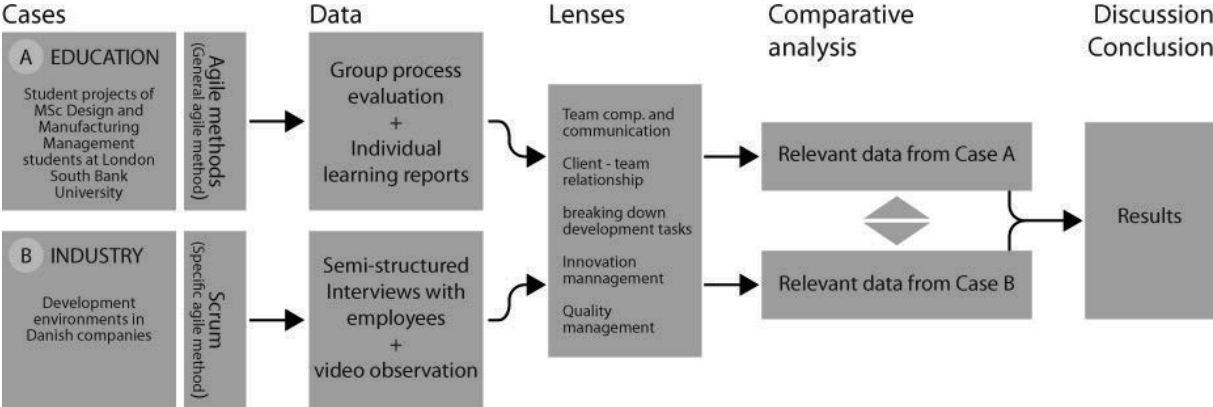 Cases
Data
Lenses
Comparative
analysis
Discussion
Conclusion
A EDUCATION
Student projects of
MSc Design and
Manufacturing
Management
students at London
South Bank
University
Agile methods
(General agile method)
Group process
evaluation
+
Individual
learning reports
B INDUSTRY
Development
environments in
Danish companies
Scrum
(Specific agile method)
Semi-structured
Interviews with
employees
+
video observation
Team comp. and
communication
Client - team
relationship
breaking down
development tasks
Innovation
mannagement
Quality
management
Relevant data from Case A
Relevant data from Case B
Results